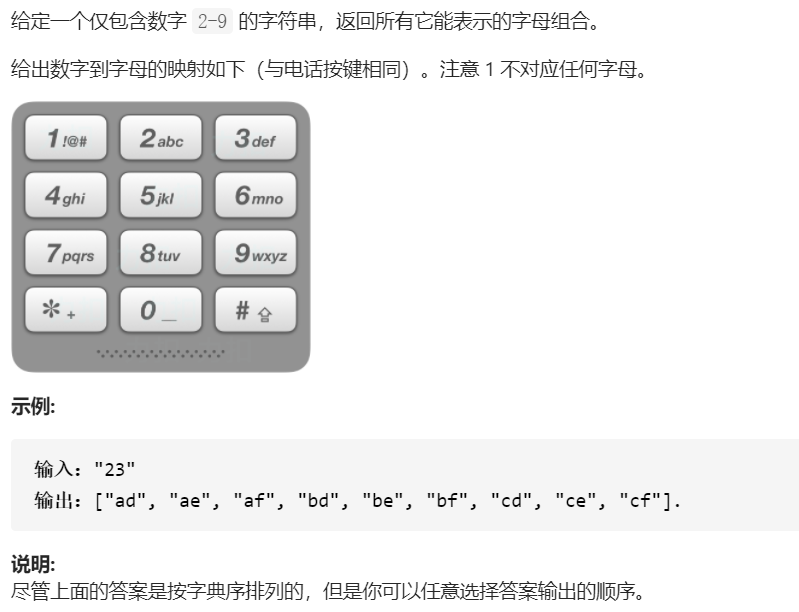 给定一个仅包含数字 2-9 的字符串，返回所有它能表示的字母组合。
给出数字到字母的映射如下（与电话按键相同）。注意 1 不对应任何字母。
1 !@# 2 abc 3 def
4 ghi 5 jkl 6 mno
7 pqrs 8 tuv 9 wxyz
* + 0 _ #
示例:
输入："23"
输出：["ad", "ae", "af", "bd", "be", "bf", "cd", "ce", "cf"].
说明:
尽管上面的答案是按字典序排列的，但是你可以任意选择答案输出的顺序。